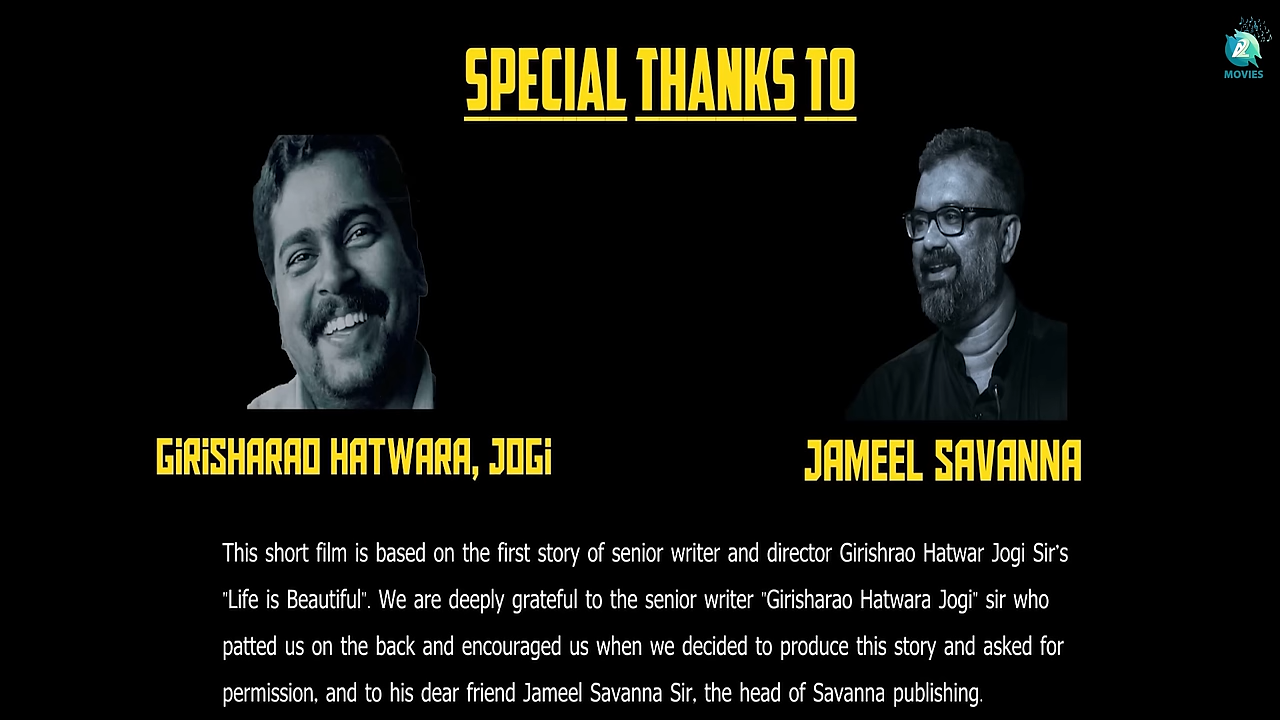 SPECIAL THANKS TO
MOVIES
GIRISHARAO HATWARA, JOGI
JAMEEL SAVANNA
This short film is based on the first story of senior writer and director Girishrao Hatwar Jogi Sir's
"Life is Beautiful". We are deeply grateful to the senior writer "Girisharao Hatwara Jogi" sir who
patted us on the back and encouraged us when we decided to produce this story and asked for
permission, and to his dear friend Jameel Savanna Sir, the head of Savanna publishing.